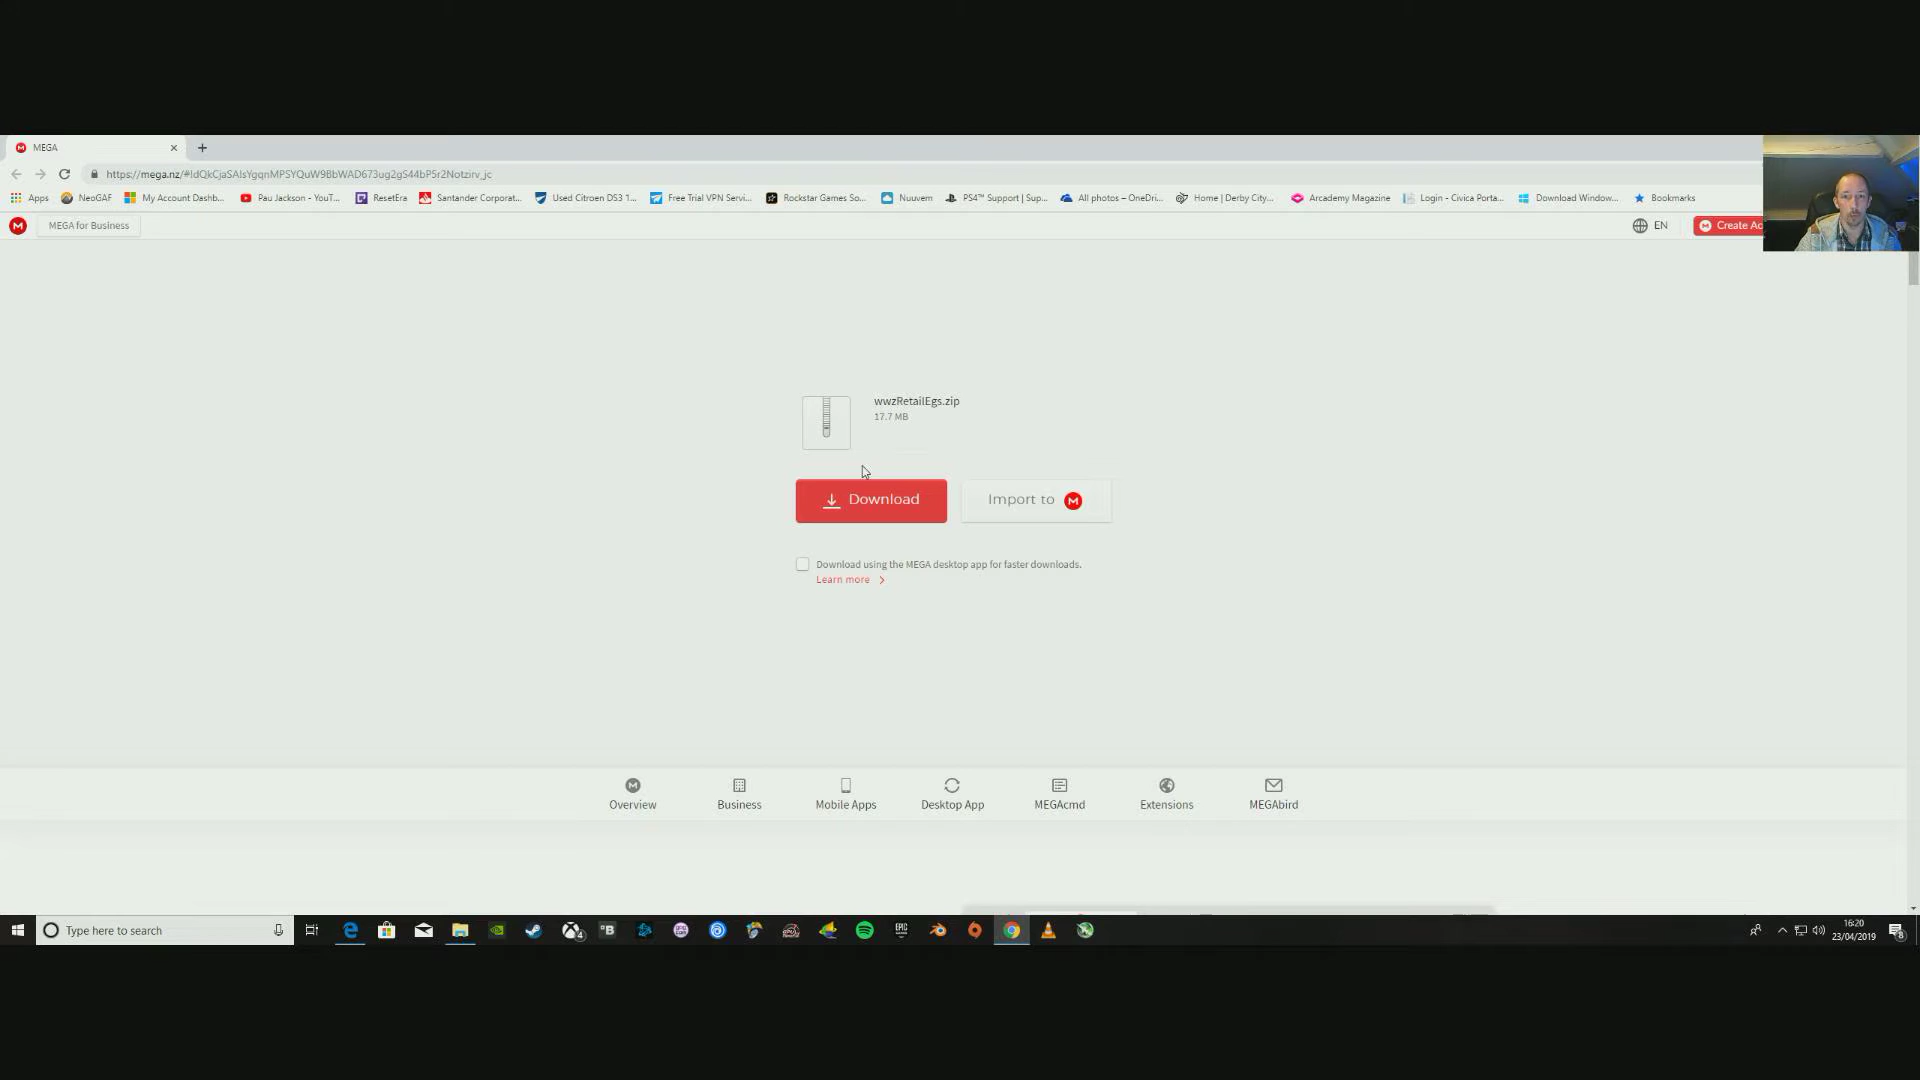 MEGA
https://mega.nz/#
Apps NeoGAF My Account Dashb... Pau Jackson - YouT... ResetEra Santander Corporat... Used Citroen DS3 1... Free Trial VPN Servi... Rockstar Games So... Nuuvem PS4™ Support | Sup... All photos – OneDri... Home | Derby City... Arcademy Magazine Login - Civica Porta... Download Window... Bookmarks
MEGA for Business EN Create Ac
wwzRetailEgs.zip
17.7 MB
Download Import to
Download using the MEGA desktop app for faster downloads.
Learn more
Overview Business Mobile Apps Desktop App MEGAcmd Extensions MEGAbird
Type here to search
16:20
23/04/2019